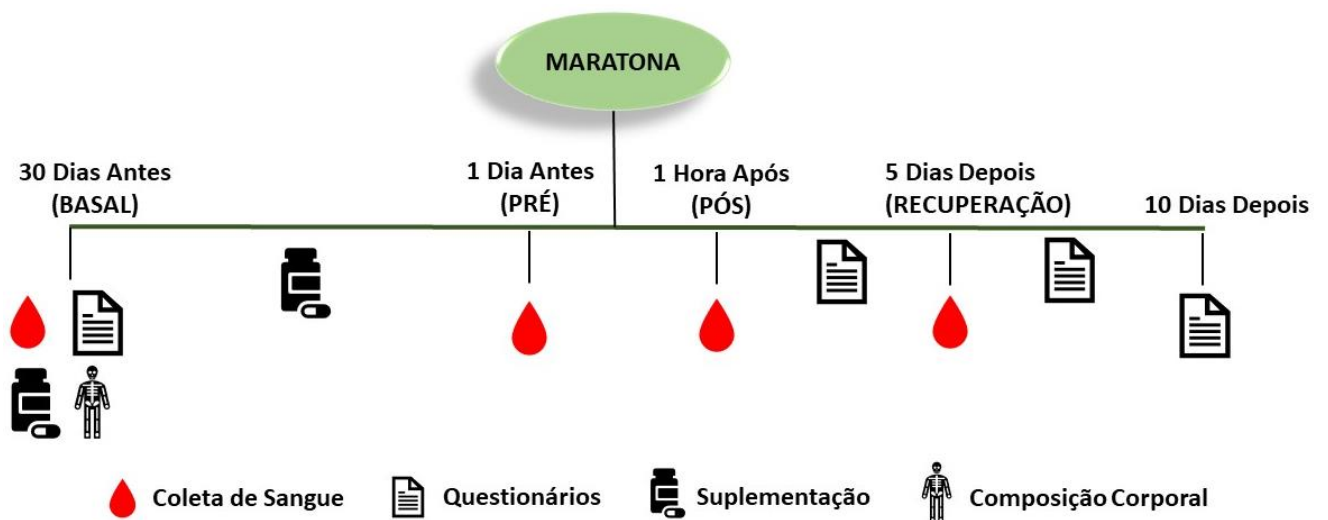 MARATONA
30 Dias Antes
(BASAL)
1 Dia Antes
(PRÉ)
1 Hora Após
(PÓS)
5 Dias Depois
(RECUPERAÇÃO)
10 Dias Depois
Coleta de Sangue
Questionários
Suplementação
Composição Corporal